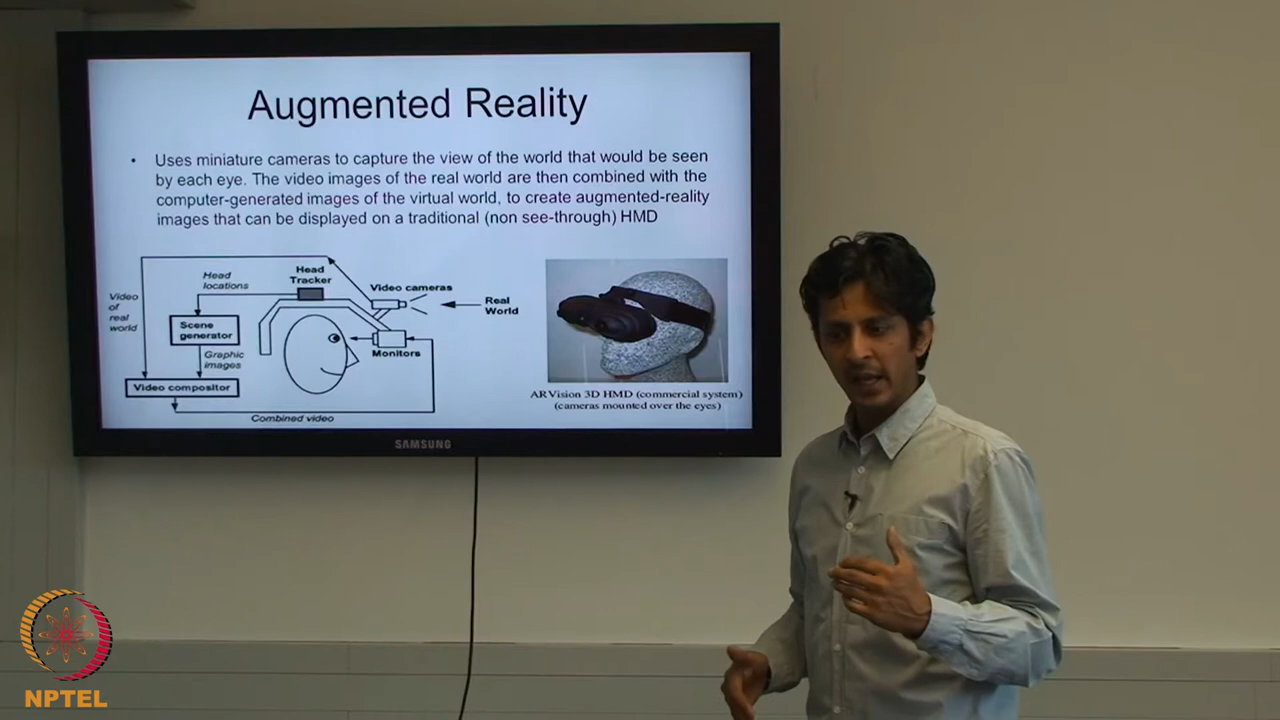 Augmented Reality
• Uses miniature cameras to capture the view of the world that would be seen
by each eye. The video images of the real world are then combined with the
computer-generated images of the virtual world, to create augmented-reality
images that can be displayed on a traditional (non see-through) HMD
Head
Tracker
Head
locations
Video cameras
Video
of
real
world
Real
World
Scene
generator
Monitors
Graphic
images
Video compositor
Combined video
ARVision 3D HMD (commercial system)
(cameras mounted over the eyes)
SAMSUNG
NPTEL